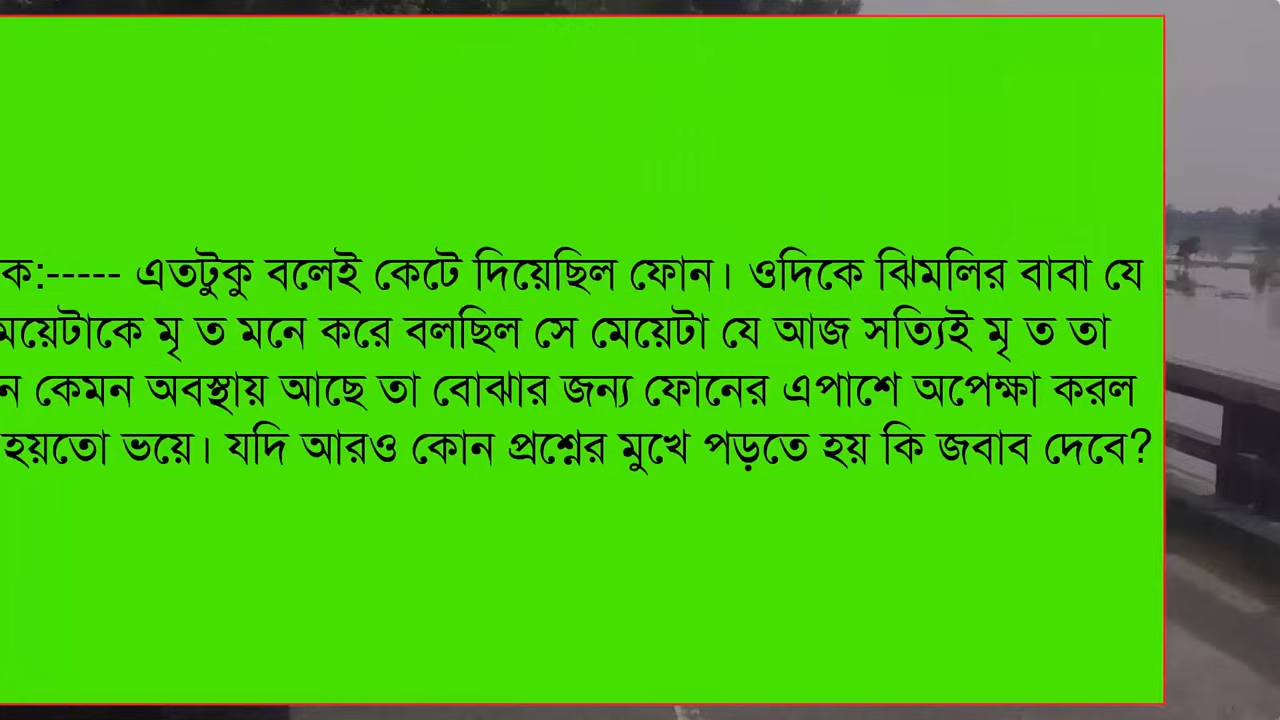 ক:----- এতটুকু বলেই কেটে দিয়েছিল ফোন। ওদিকে ঝিমলির বাবা যে
ময়েটাকে মৃ ত মনে করে বলছিল সে মেয়েটা যে আজ সত্যিই মৃ ত তা
ন কেমন অবস্থায় আছে তা বোঝার জন্য ফোনের এপাশে অপেক্ষা করল
হয়তো ভয়ে। যদি আরও কোন প্রশ্নের মুখে পড়তে হয় কি জবাব দেবে?